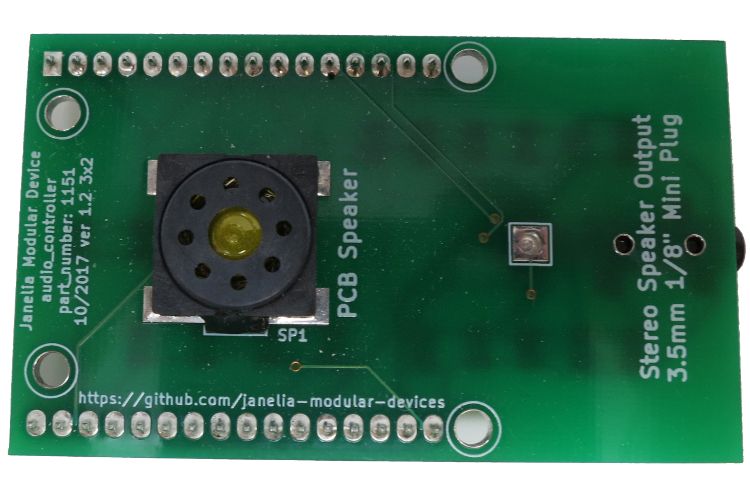 Janelia Modular Device
audio_controller
part_number: 1151
10/2017 ver 1.2 3x2
PCB Speaker
SP1
Stereo Speaker Output
3.5mm 1/8" Mini Plug
https://github.com/janelia-modular-devices